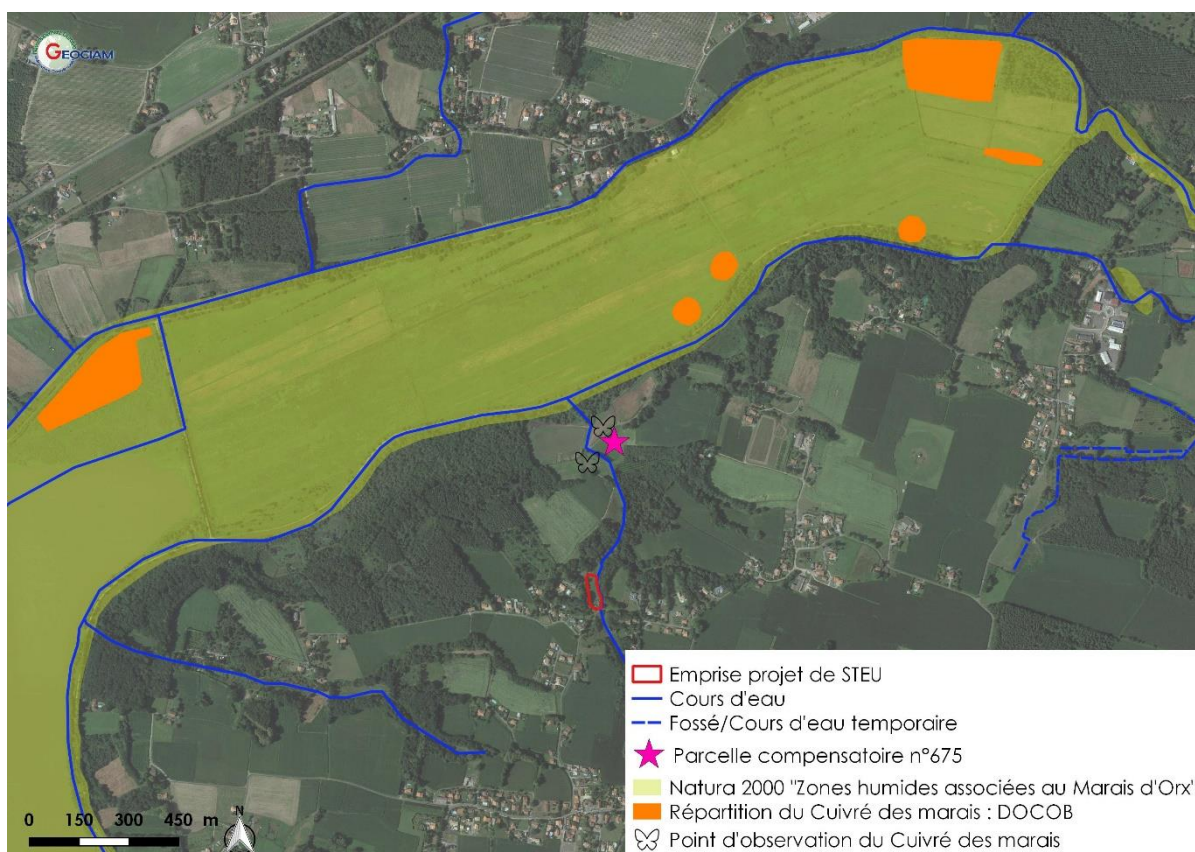 GEOCIAM
Emprise projet de STEU
Cours d'eau
Fossé/Cours d'eau temporaire
Parcelle compensatoire n°675
Natura 2000 "Zones humides associées au Marais d'Orx"
Répartition du Cuivré des marais : DOCOB
Point d'observation du Cuivré des marais
0 150 300 450 m
N